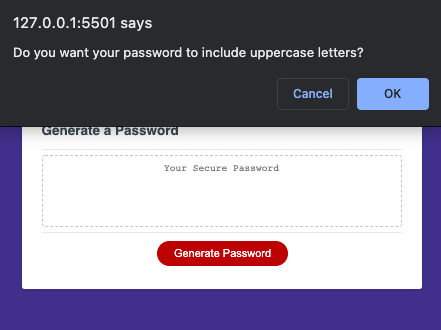 127.0.0.1:5501 says
Do you want your password to include uppercase letters?
Cancel
OK
Generate a Password
Your Secure Password
Generate Password